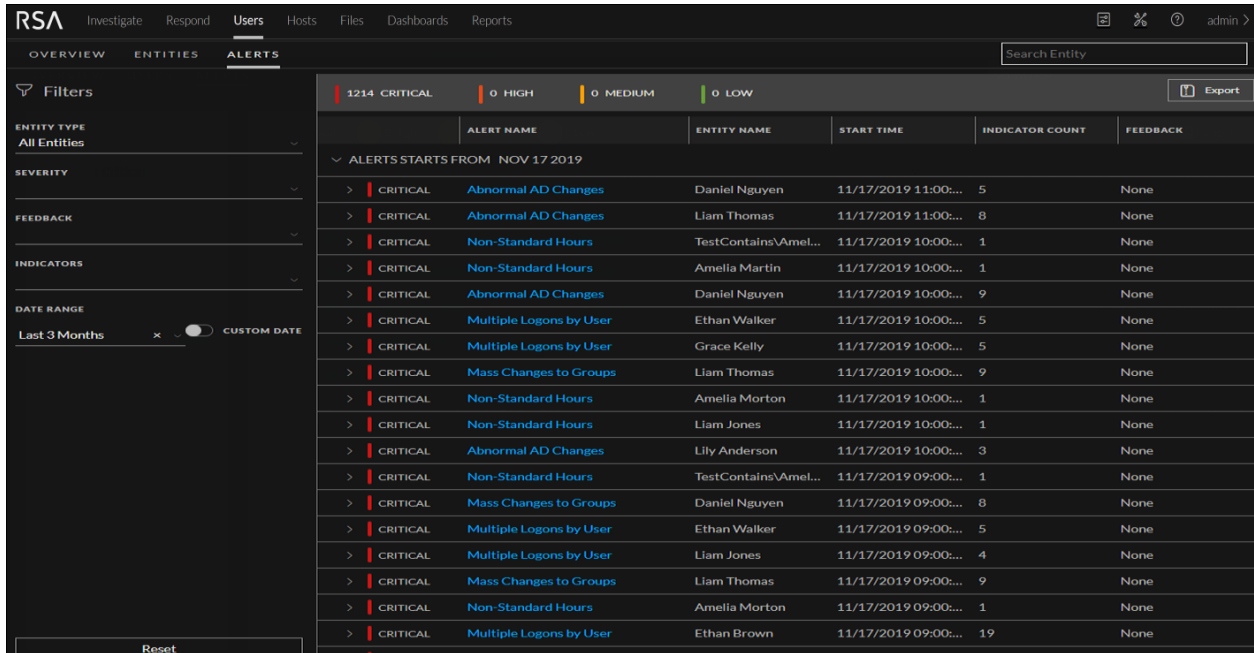 RSA Investigate Respond Users Hosts Files Dashboards Reports admin >
OVERVIEW ENTITIES ALERTS Search Entity
Filters
ENTITY TYPE
All Entities
SEVERITY
FEEDBACK
INDICATORS
DATE RANGE
Last 3 Months × CUSTOM DATE
Reset
1214 CRITICAL 0 HIGH 0 MEDIUM 0 LOW Export
ALERT NAME ENTITY NAME START TIME INDICATOR COUNT FEEDBACK
ALERTS STARTS FROM NOV 17 2019
> CRITICAL Abnormal AD Changes Daniel Nguyen 11/17/2019 11:00:... 5 None
> CRITICAL Abnormal AD Changes Liam Thomas 11/17/2019 11:00:... 8 None
> CRITICAL Non-Standard Hours TestContains\Amel... 11/17/2019 10:00:... 1 None
> CRITICAL Non-Standard Hours Amelia Martin 11/17/2019 10:00:... 1 None
> CRITICAL Abnormal AD Changes Daniel Nguyen 11/17/2019 10:00:... 9 None
> CRITICAL Multiple Logons by User Ethan Walker 11/17/2019 10:00:... 5 None
> CRITICAL Multiple Logons by User Grace Kelly 11/17/2019 10:00:... 5 None
> CRITICAL Mass Changes to Groups Liam Thomas 11/17/2019 10:00:... 9 None
> CRITICAL Non-Standard Hours Amelia Morton 11/17/2019 10:00:... 1 None
> CRITICAL Non-Standard Hours Liam Jones 11/17/2019 10:00:... 1 None
> CRITICAL Abnormal AD Changes Lily Anderson 11/17/2019 10:00:... 3 None
> CRITICAL Non-Standard Hours TestContains\Amel... 11/17/2019 09:00:... 1 None
> CRITICAL Mass Changes to Groups Daniel Nguyen 11/17/2019 09:00:... 8 None
> CRITICAL Multiple Logons by User Ethan Walker 11/17/2019 09:00:... 5 None
> CRITICAL Multiple Logons by User Liam Jones 11/17/2019 09:00:... 4 None
> CRITICAL Mass Changes to Groups Liam Thomas 11/17/2019 09:00:... 9 None
> CRITICAL Non-Standard Hours Amelia Morton 11/17/2019 09:00:... 1 None
> CRITICAL Multiple Logons by User Ethan Brown 11/17/2019 09:00:... 19 None